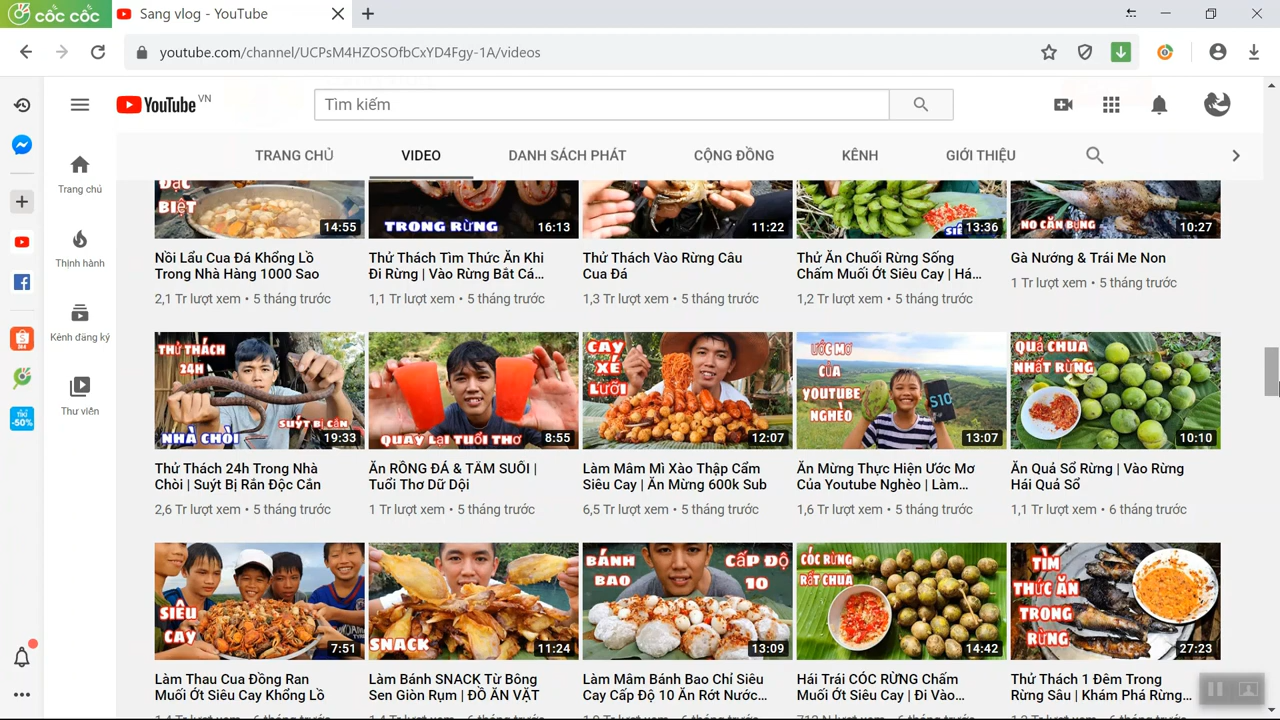 cốc cốc
Sang vlog - YouTube
youtube.com/channel/UCPsM4HZOSOfbCxYD4Fgy-1A/videos
YouTube VN
Tìm kiếm
TRANG CHỦ
VIDEO
DANH SÁCH PHÁT
CỘNG ĐỒNG
KÊNH
GIỚI THIỆU
Trang chủ
Thịnh hành
Kênh đăng ký
Thư viện
-50%
BIỆT
14:55
TRONG RỪNG
16:13
11:22
13:36
NO CĂN BỤNG
10:27
Nồi Lẩu Cua Đá Khổng Lồ
Trong Nhà Hàng 1000 Sao
2,1 Tr lượt xem • 5 tháng trước
Thử Thách Tìm Thức Ăn Khi
Đi Rừng | Vào Rừng Bắt Cá...
1,1 Tr lượt xem • 5 tháng trước
Thử Thách Vào Rừng Câu
Cua Đá
1,3 Tr lượt xem • 5 tháng trước
Thử Ăn Chuối Rừng Sống
Chấm Muối Ớt Siêu Cay | Há...
1,2 Tr lượt xem • 5 tháng trước
Gà Nướng & Trái Me Non
1 Tr lượt xem • 5 tháng trước
THỬ THÁCH
24H
SUÝT BỊ CẮN
NHÀ CHÒI
19:33
QUAY LẠI TUỔI THƠ
8:55
CAY
XÉ
LƯỠI
12:07
ƯỚC MƠ
CỦA
YOUTUBE
NGHÈO
S10
13:07
QUẢ CHUA
NHẤT RỪNG
10:10
Thử Thách 24h Trong Nhà
Chòi | Suýt Bị Rắn Độc Cắn
2,6 Tr lượt xem • 5 tháng trước
Ăn RỒNG ĐÁ & TẮM SUỐI |
Tuổi Thơ Dữ Dội
1 Tr lượt xem • 5 tháng trước
Làm Mâm Mì Xào Thập Cẩm
Siêu Cay | Ăn Mừng 600k Sub
6,5 Tr lượt xem • 5 tháng trước
Ăn Mừng Thực Hiện Ước Mơ
Của Youtube Nghèo | Làm...
1,6 Tr lượt xem • 5 tháng trước
Ăn Quả Sổ Rừng | Vào Rừng
Hái Quả Sổ
1,1 Tr lượt xem • 6 tháng trước
SIÊU
CAY
7:51
SNACK
11:24
BÁNH
BAO
CẤP ĐỘ
10
13:09
CÓC RỪNG
RẤT CHUA
14:42
TÌM
THỨC ĂN
TRONG
RỪNG
27:23
Làm Thau Cua Đồng Ran
Muối Ớt Siêu Cay Khổng Lồ
Làm Bánh SNACK Từ Bông
Sen Giòn Rụm | ĐỒ ĂN VẶT
Làm Mâm Bánh Bao Chỉ Siêu
Cay Cấp Độ 10 Ăn Rớt Nước...
Hái Trái CÓC RỪNG Chấm
Muối Ớt Siêu Cay | Đi Vào...
Thử Thách 1 Đêm Trong
Rừng Sâu | Khám Phá Rừng...